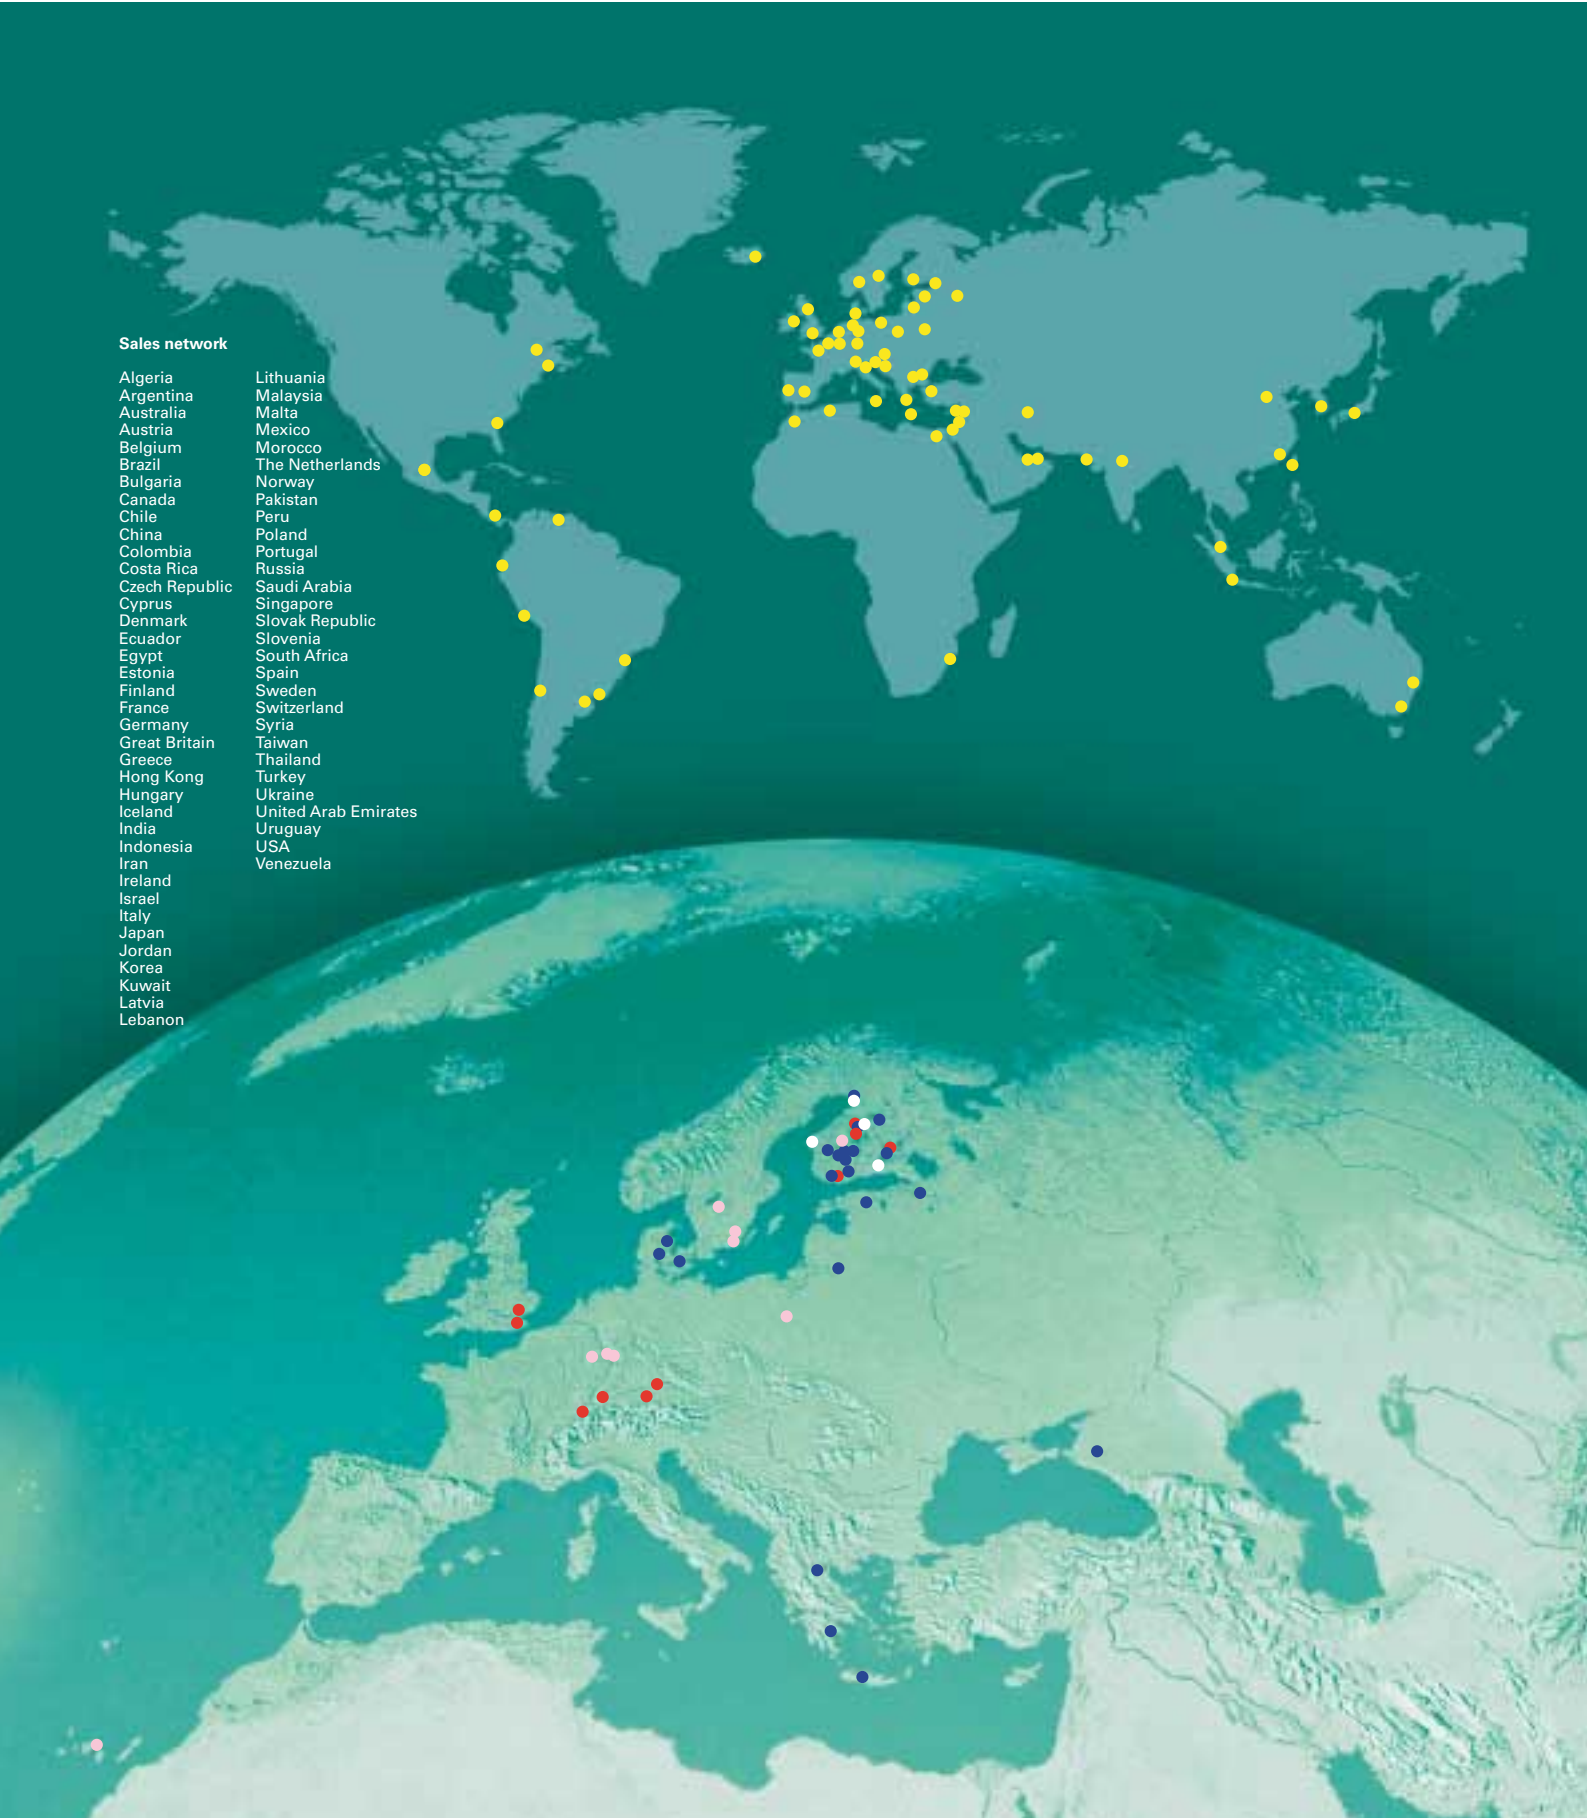 Sales network
Algeria
Argentina
Australia
Austria
Belgium
Brazil
Bulgaria
Canada
Chile
China
Colombia
Costa Rica
Czech Republic
Cyprus
Denmark
Ecuador
Egypt
Estonia
Finland
France
Germany
Great Britain
Greece
Hong Kong
Hungary
Iceland
India
Indonesia
Iran
Ireland
Israel
Italy
Japan
Jordan
Korea
Kuwait
Latvia
Lebanon
Lithuania
Malaysia
Malta
Mexico
Morocco
The Netherlands
Norway
Pakistan
Peru
Poland
Portugal
Russia
Saudi Arabia
Singapore
Slovak Republic
Slovenia
South Africa
Spain
Sweden
Switzerland
Syria
Taiwan
Thailand
Turkey
Ukraine
United Arab Emirates
Uruguay
USA
Venezuela